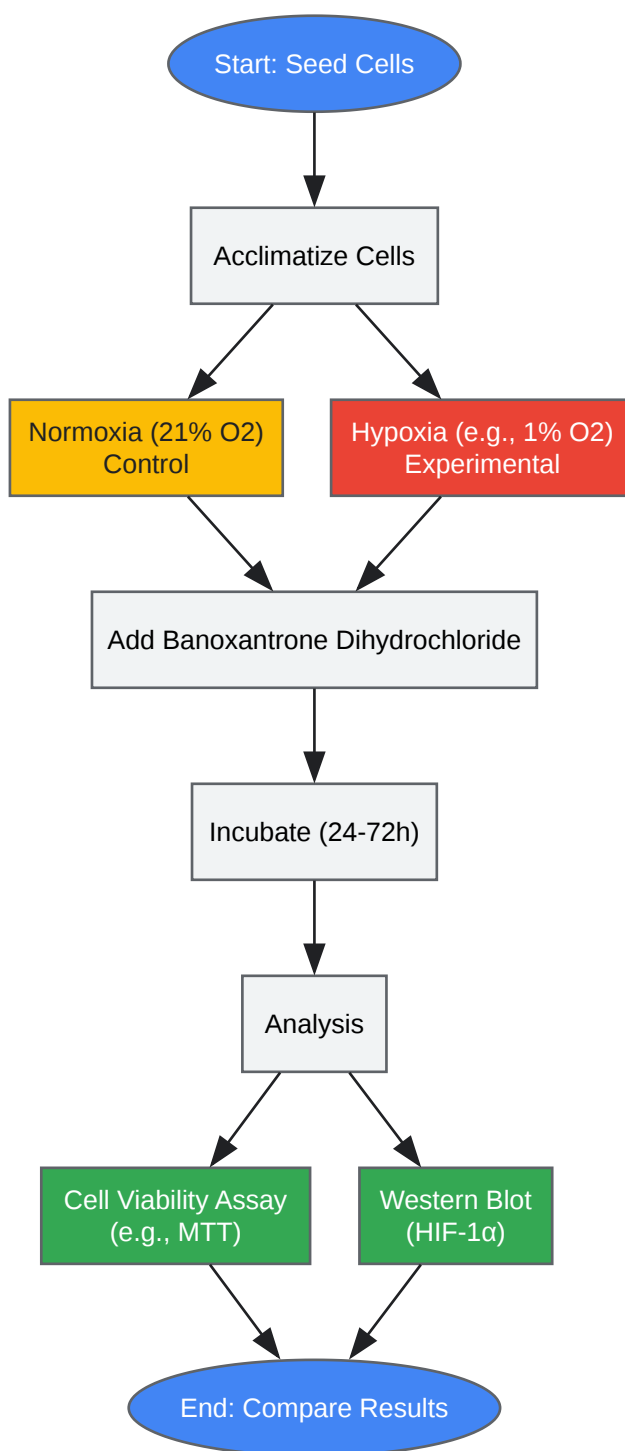 Start: Seed Cells
Acclimatize Cells
Normoxia (21% O2)
Control
Hypoxia (e.g., 1% O2)
Experimental
Add Banoxantrone Dihydrochloride
Incubate (24-72h)
Analysis
Cell Viability Assay
(e.g., MTT)
Western Blot
(HIF-1α)
End: Compare Results